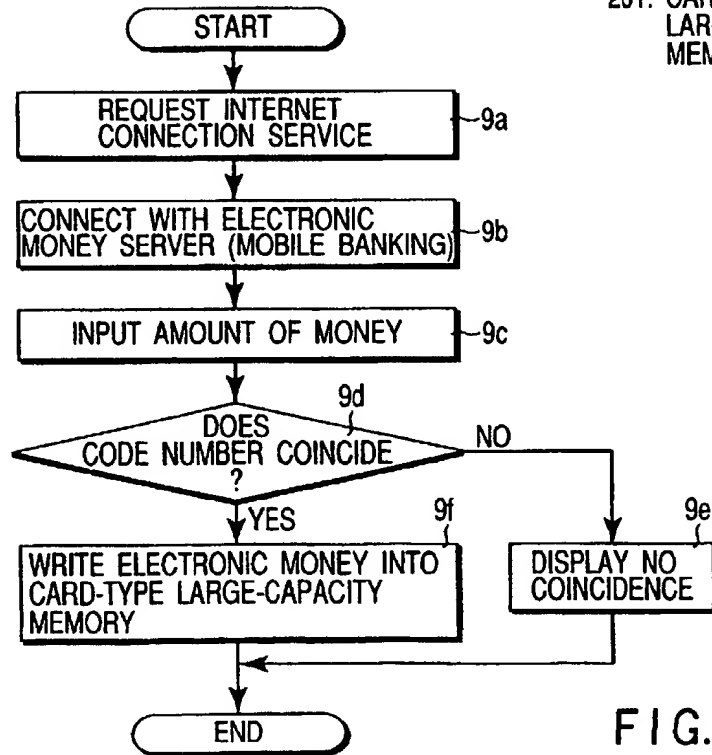 START
REQUEST INTERNET
CONNECTION SERVICE
9a
CONNECT WITH ELECTRONIC
MONEY SERVER (MOBILE BANKING)
9b
INPUT AMOUNT OF MONEY
9c
9d
DOES
CODE NUMBER COINCIDE
?
NO
YES
9f
WRITE ELECTRONIC MONEY INTO
CARD-TYPE LARGE-CAPACITY
MEMORY
9e
DISPLAY NO
COINCIDENCE
END
FIG.